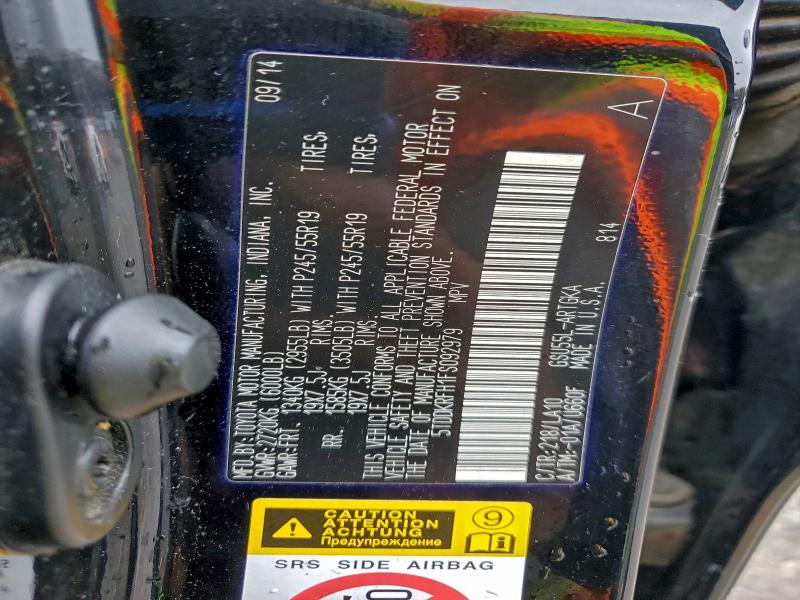 MFD. BY: TOYOTA MOTOR MANUFACTURING, INDIANA, INC. 09/14
GVWR: 2720KG (6000LB)
GAWR: FRT. 1340KG (2955LB) WITH P245/55R19 TIRES,
19X7.5J RIMS
RR. 1585KG (3505LB) WITH P245/55R19 TIRES,
19X7.5J RIMS
THIS VEHICLE CONFORMS TO ALL APPLICABLE FEDERAL MOTOR
VEHICLE SAFETY AND THEFT PREVENTION STANDARDS IN EFFECT ON
THE DATE OF MANUFACTURE SHOWN ABOVE.
5TDDKRFH1FS092979 MPV
C/TR: 218/LA10 GSU55L-ARTGKA
A/TM: -01A/U660F MADE IN U.S.A.
814
A
CAUTION
ATTENTION
ACHTUNG
Предупреждение
9
SRS SIDE AIRBAG